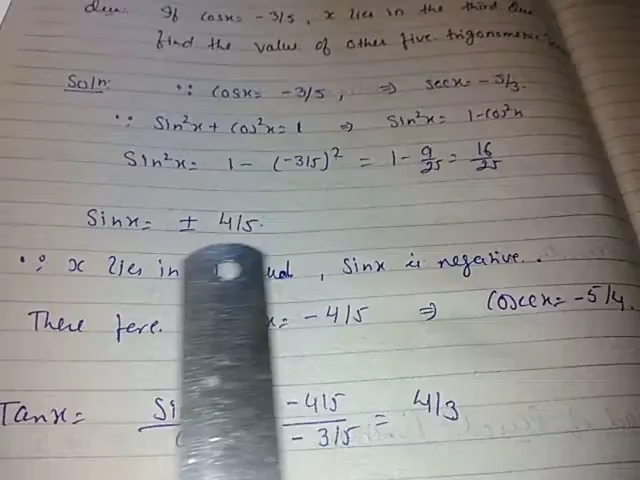 Ques: If cosx = -3/5, x lies in the third
find the value of other five trigonometric
Soln: ∵ cosx = -3/5, ⇒ secx = -5/3.
∵ Sin²x + Cos²x = 1 ⇒ Sin²x = 1-Cos²x
Sin²x = 1 - (-3/5)² = 1 - 9/25 = 16/25
Sinx = ± 4/5.
∵ x lies in , Sinx is negative.
There fore. = -4/5 ⇒ Cosecx = -5/4.
Tanx = -4/5 / -3/5 = 4/3